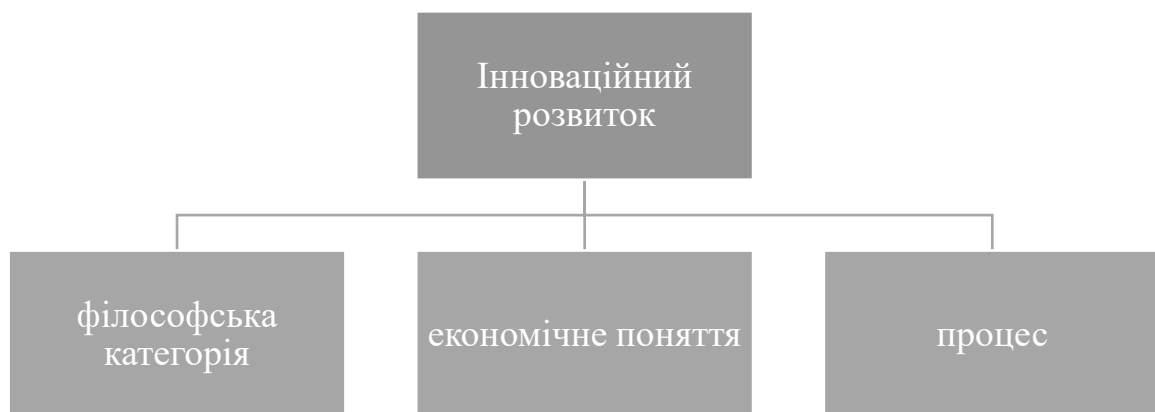 Інноваційний
розвиток
філософська
категорія
економічне поняття
процес